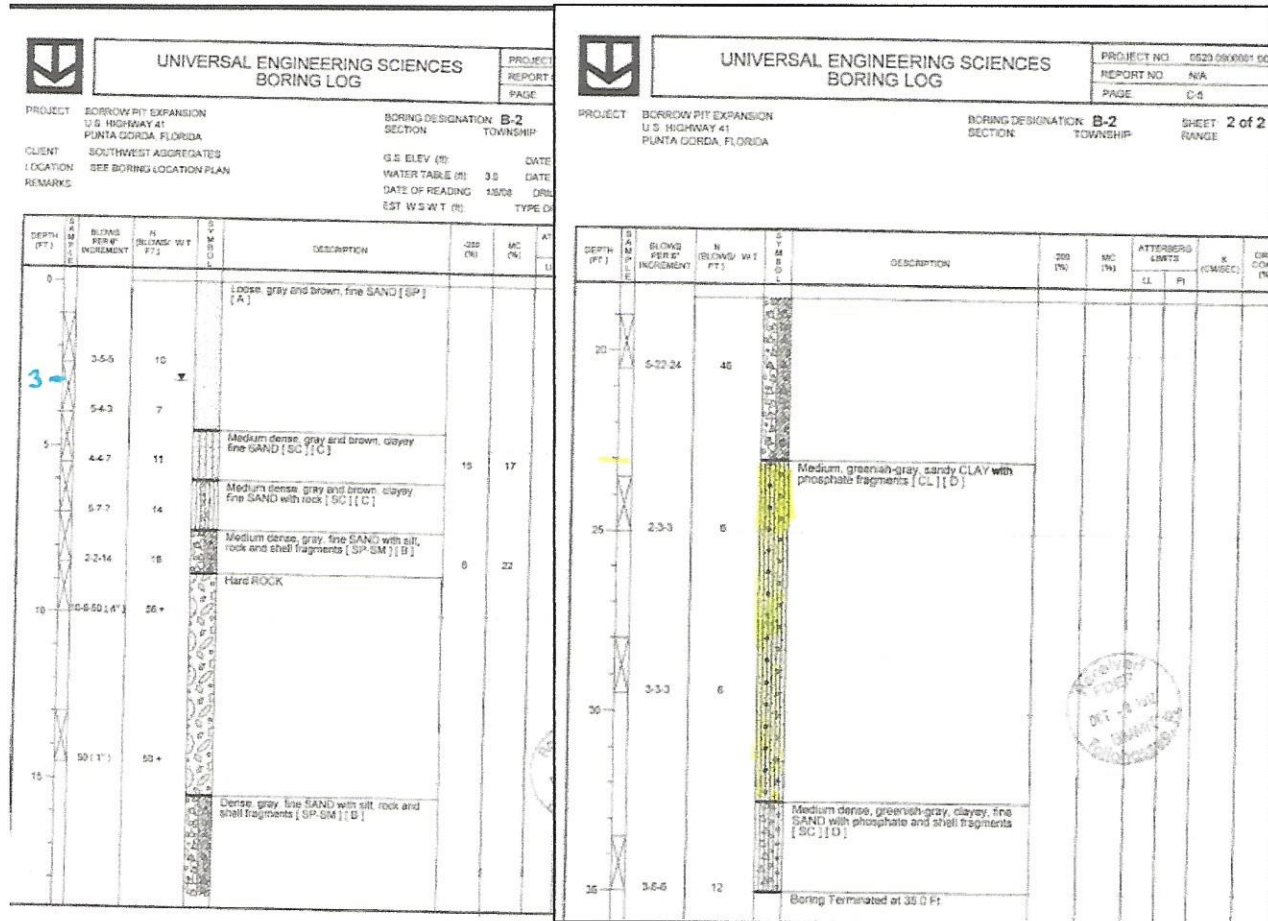 UNIVERSAL ENGINEERING SCIENCES
BORING LOG
PROJECT
REPORT
PAGE
PROJECT BORROW PIT EXPANSION
U.S. HIGHWAY 41
PUNTA GORDA, FLORIDA
BORING DESIGNATION: B-2
SECTION: TOWNSHIP
CLIENT SOUTHWEST AGGREGATES
LOCATION SEE BORING LOCATION PLAN
REMARKS
G.S. ELEV (ft): DATE
WATER TABLE (ft) 3.0 DATE
DATE OF READING
EST W.S.W.T (ft): TYPE
DEPTH (FT.)
SAMPLE
BLOWS PER 6" INCREMENT
N (BLOWS/ FT.)
W.T
SYMBOL
DESCRIPTION
-200 (%)
MC (%)
0
Loose, gray and brown, fine SAND [ SP ]
[ A ]
3-5-5 10
3
5-4-3 7
5
Medium dense, gray and brown, clayey
fine SAND [ SC ] [ C ]
4-4-7 11 17
Medium dense, gray and brown, clayey
fine SAND with rock [ SC ] [ C ]
5-7-7 14
Medium dense, gray, fine SAND with silt,
rock and shell fragments [ SP-SM ] [ B ]
2-2-14 22
Hard ROCK
10 56 +
50 ( 1" ) 50 +
15
Dense, gray, fine SAND with silt, rock and
shell fragments [ SP-SM ] [ B ]
UNIVERSAL ENGINEERING SCIENCES
BORING LOG
PROJECT NO.
REPORT NO. N/A
PAGE
PROJECT BORROW PIT EXPANSION
U.S. HIGHWAY 41
PUNTA GORDA, FLORIDA
BORING DESIGNATION: B-2 SHEET 2 of 2
SECTION: TOWNSHIP RANGE
DEPTH (FT.)
SAMPLE
BLOWS PER 6" INCREMENT
N (BLOWS/ FT.)
W.T
SYMBOL
DESCRIPTION
-200 (%)
MC (%)
ATTERBERG LIMITS
LL PI
K (CM/SEC)
20
5-22-24 46
Medium, greenish-gray, sandy CLAY with
phosphate fragments [ CL ] [ D ]
25 2-3-3 6
3-3-3 6
30
Received
FDEP
Medium dense, greenish-gray, clayey, fine
SAND with phosphate and shell fragments
[ SC ] [ D ]
35 3-6-6 12
Boring Terminated at 35.0 Ft